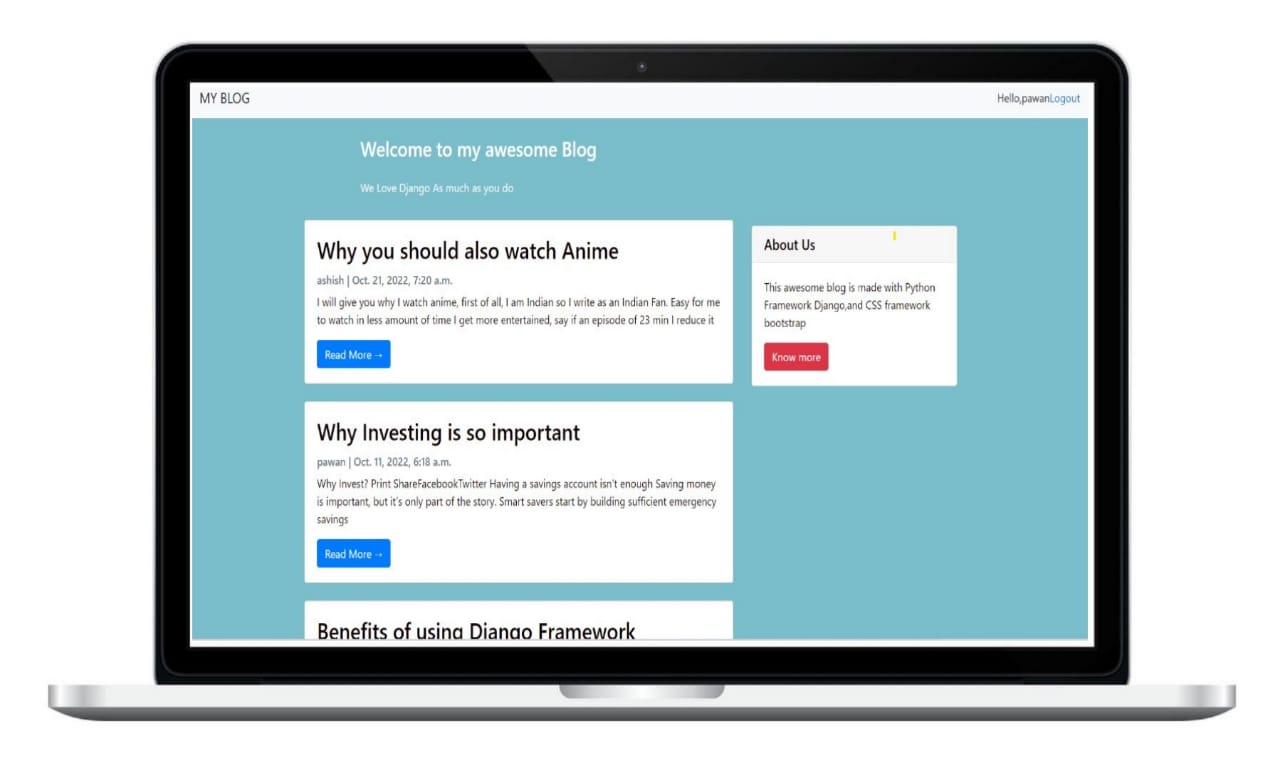 MY BLOG
Hello,pawanLogout
Welcome to my awesome Blog
We Love Django As much as you do
Why you should also watch Anime
ashish | Oct. 21, 2022, 7:20 a.m.
I will give you why I watch anime, first of all, I am Indian so I write as an Indian Fan. Easy for me
to watch in less amount of time I get more entertained, say if an episode of 23 min I reduce it
Read More →
About Us
This awesome blog is made with Python
Framework Django,and CSS framework
bootstrap
Know more
Why Investing is so important
pawan | Oct. 11, 2022, 6:18 a.m.
Why Invest? Print ShareFacebookTwitter Having a savings account isn't enough Saving money
is important, but it's only part of the story. Smart savers start by building sufficient emergency
savings
Read More →
Benefits of using Django Framework